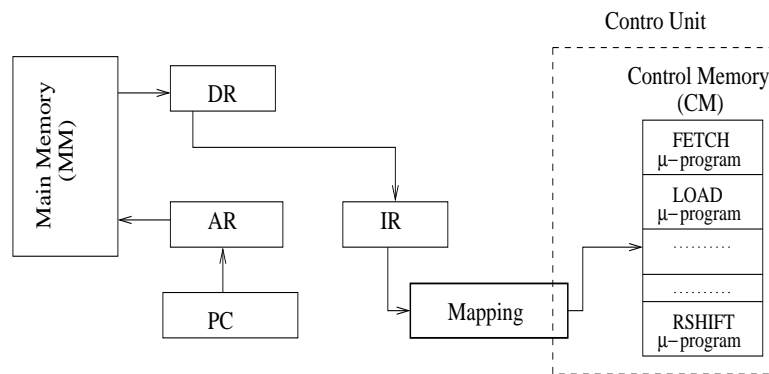 Contro Unit
Control Memory
(CM)
Main Memory
(MM)
DR
FETCH
μ-program
LOAD
μ-program
AR
IR
..........
..........
PC
Mapping
RSHIFT
μ-program